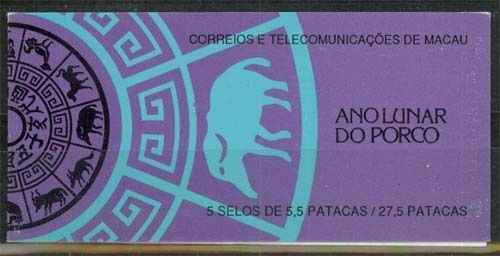 CORREIOS E TELECOMUNICAÇÕES DE MACAU
ANO LUNAR
DO PORCO
5 SELOS DE 5,5 PATACAS / 27,5 PATACAS